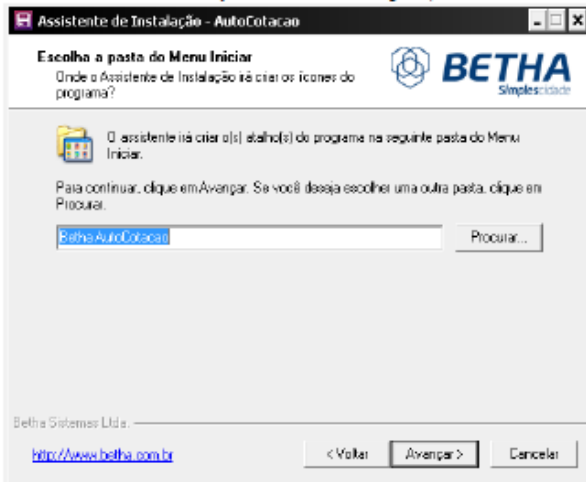 Assistente de Instalação - AutoCotacao
Escolha a pasta do Menu Iniciar
Onde o Assistente de Instalação irá criar os ícones do
programa?
BETHA
Simplescidade
O assistente irá criar o(s) atalho(s) do programa na seguinte pasta do Menu
Iniciar.
Para continuar, clique em Avançar. Se você deseja escolher uma outra pasta, clique em
Procurar.
Betha AutoCotacao
Procurar...
Betha Sistemas Ltda.
http://www.betha.com.br
< Voltar
Avançar >
Cancelar